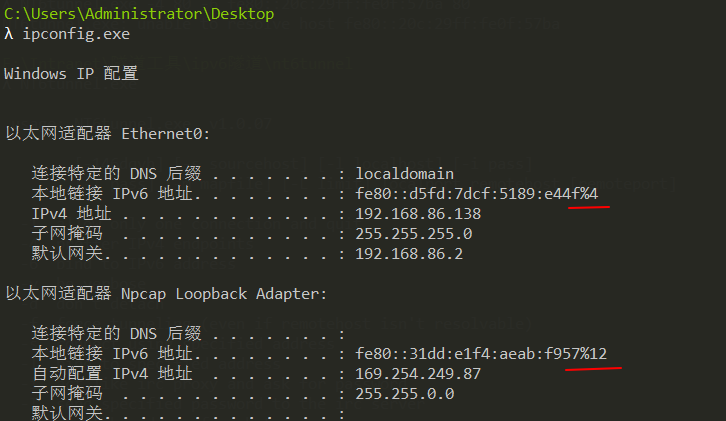 C:\Users\Administrator\Desktop
λ ipconfig.exe
Windows IP 配置
以太网适配器 Ethernet0:
连接特定的 DNS 后缀 . . . . . . . : localdomain
本地链接 IPv6 地址. . . . . . . . : fe80::d5fd:7dcf:5189:e44f%4
IPv4 地址 . . . . . . . . . . . . : 192.168.86.138
子网掩码  . . . . . . . . . . . . : 255.255.255.0
默认网关. . . . . . . . . . . . . : 192.168.86.2
以太网适配器 Npcap Loopback Adapter:
连接特定的 DNS 后缀 . . . . . . . :
本地链接 IPv6 地址. . . . . . . . : fe80::31dd:e1f4:aeab:f957%12
自动配置 IPv4 地址  . . . . . . . : 169.254.249.87
子网掩码  . . . . . . . . . . . . : 255.255.0.0
默认网关. . . . . . . . . . . . . :